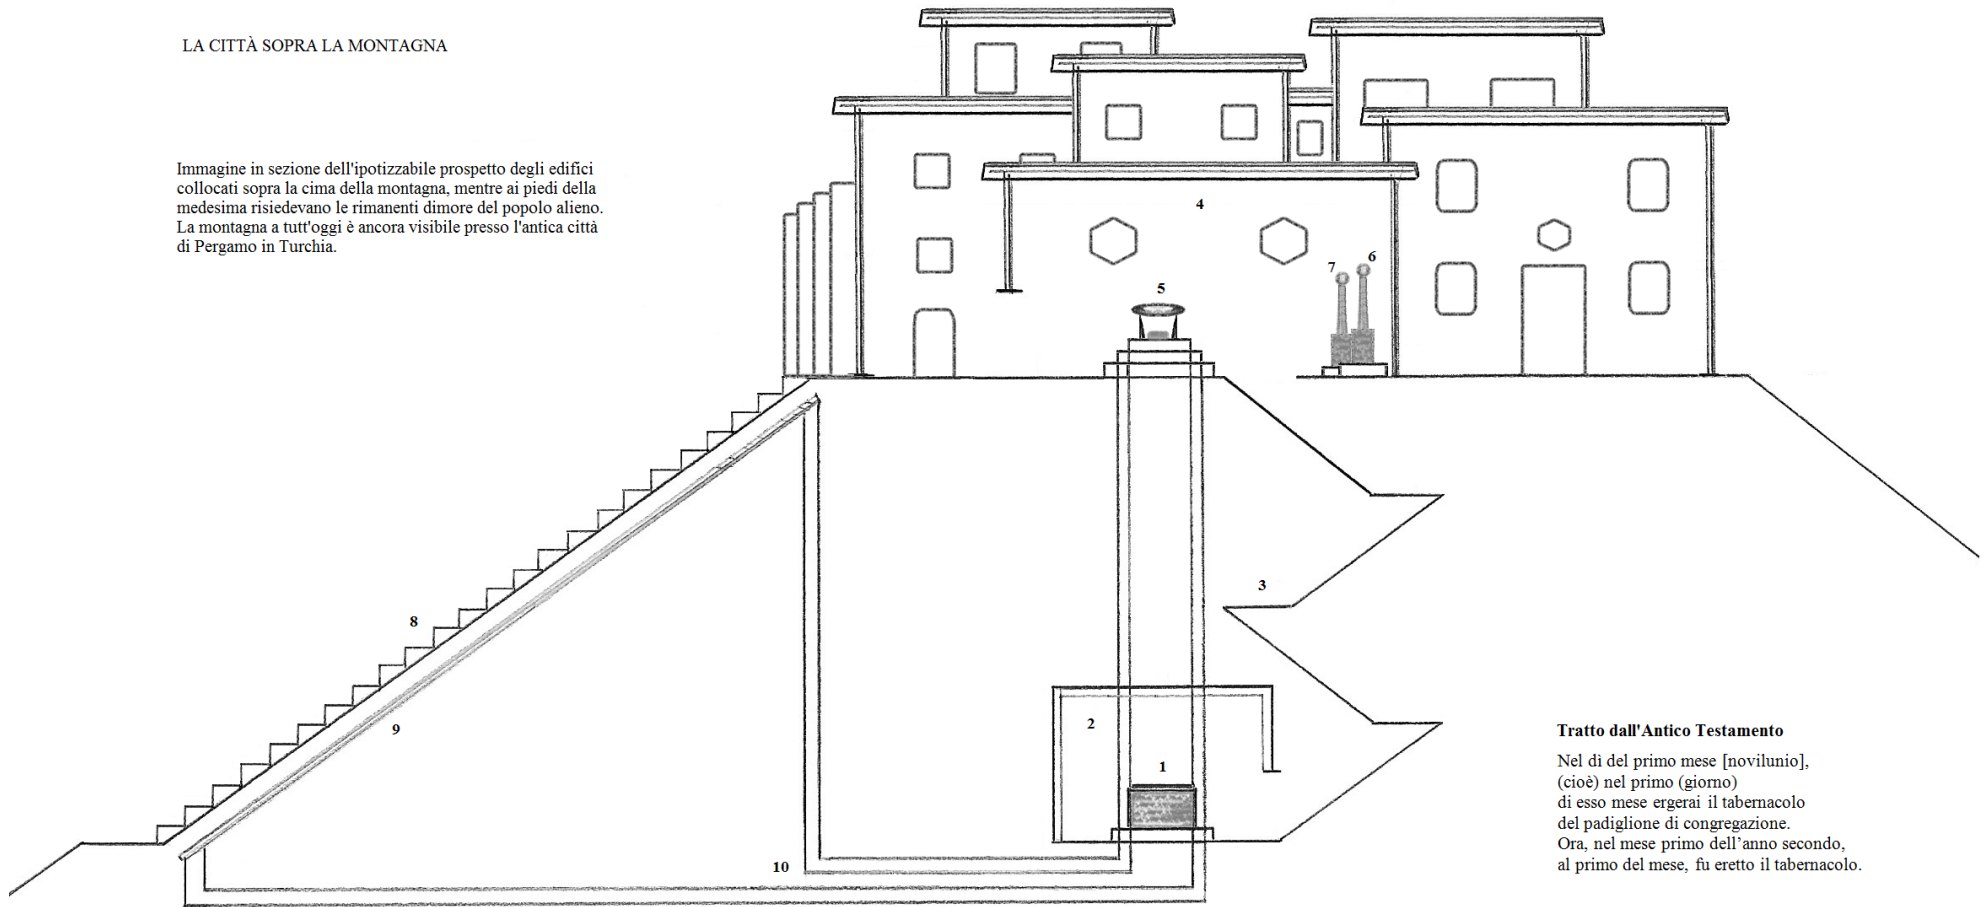 LA CITTÀ SOPRA LA MONTAGNA
Immagine in sezione dell'ipotizzabile prospetto degli edifici
collocati sopra la cima della montagna, mentre ai piedi della
medesima risiedevano le rimanenti dimore del popolo alieno.
La montagna a tutt'oggi è ancora visibile presso l'antica città
di Pergamo in Turchia.
4
7
6
5
3
8
2
9
1
10
Tratto dall'Antico Testamento
Nel dì del primo mese [novilunio],
(cioè) nel primo (giorno)
di esso mese ergerai il tabernacolo
del padiglione di congregazione.
Ora, nel mese primo dell'anno secondo,
al primo del mese, fu eretto il tabernacolo.